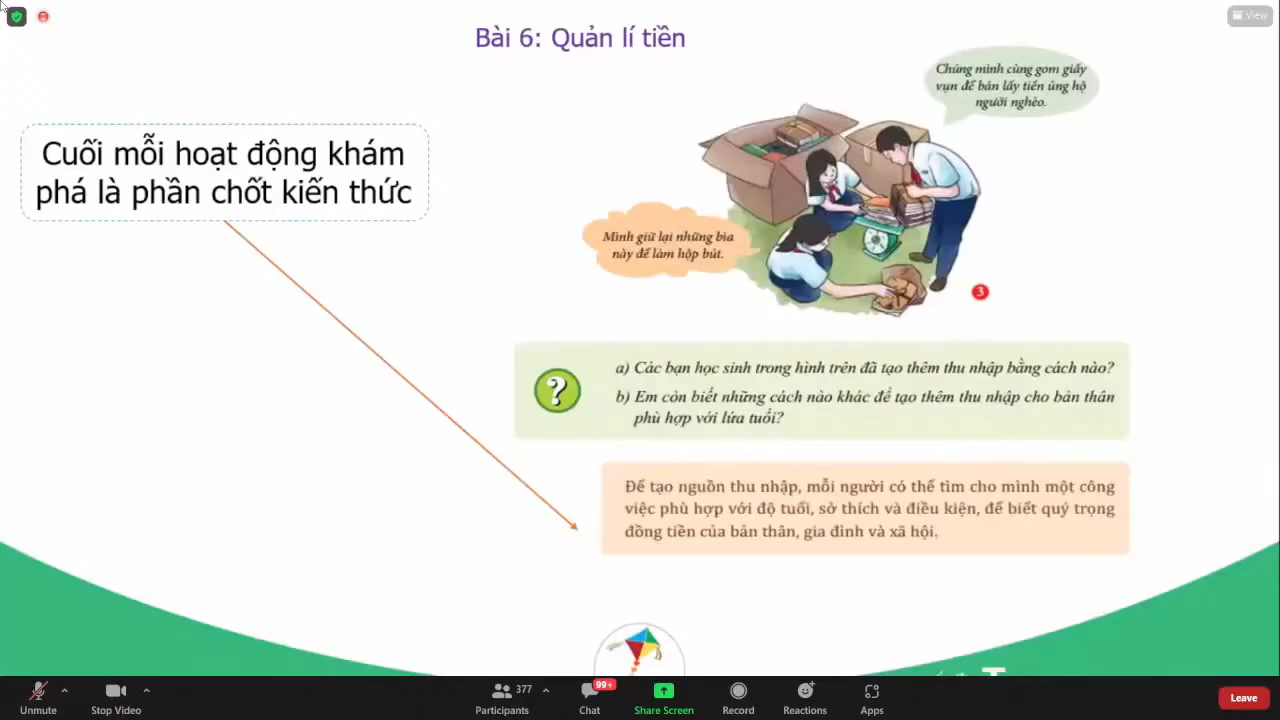 View
Bài 6: Quản lí tiền
Chúng mình cùng gom giấy
vụn để bán lấy tiền ủng hộ
người nghèo.
Cuối mỗi hoạt động khám
phá là phần chốt kiến thức
Mình giữ lại những bìa
này để làm hộp bút.
3
?
a) Các bạn học sinh trong hình trên đã tạo thêm thu nhập bằng cách nào?
b) Em còn biết những cách nào khác để tạo thêm thu nhập cho bản thân
phù hợp với lứa tuổi?
Để tạo nguồn thu nhập, mỗi người có thể tìm cho mình một công
việc phù hợp với độ tuổi, sở thích và điều kiện, để biết quý trọng
đồng tiền của bản thân, gia đình và xã hội.
Unmute
Stop Video
377
Participants
99+
Chat
Share Screen
Record
Reactions
Apps
Leave